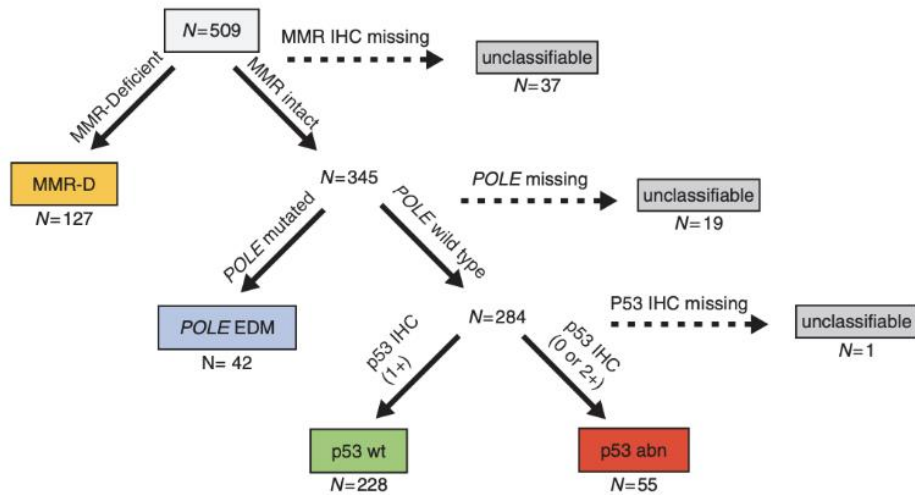 N=509
MMR IHC missing
unclassifiable
N=37
MMR-Deficient
MMR intact
MMR-D
N=127
N=345
POLE missing
unclassifiable
N=19
POLE mutated
POLE wild type
POLE EDM
N= 42
N=284
P53 IHC missing
unclassifiable
N=1
p53 IHC
(1+)
p53 IHC
(0 or 2+)
p53 wt
N=228
p53 abn
N=55